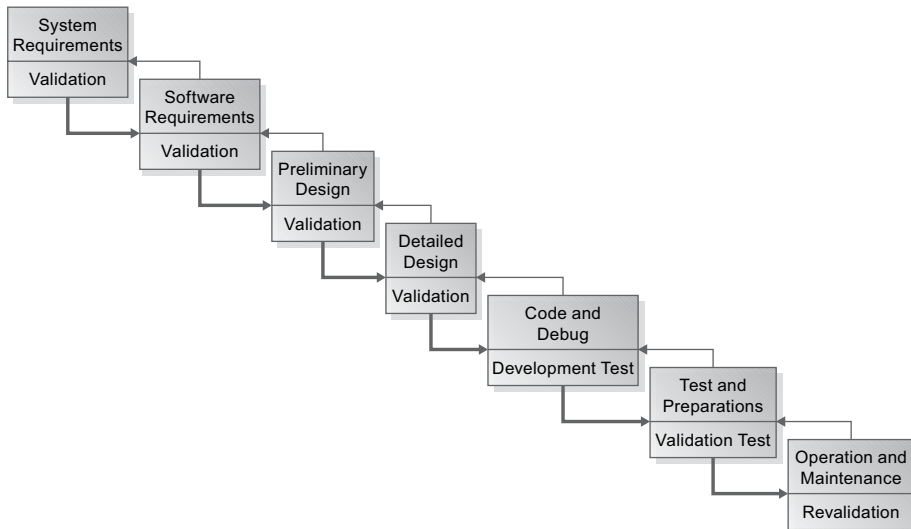 System
Requirements
Validation
Software
Requirements
Validation
Preliminary
Design
Validation
Detailed
Design
Validation
Code and
Debug
Development Test
Test and
Preparations
Validation Test
Operation and
Maintenance
Revalidation